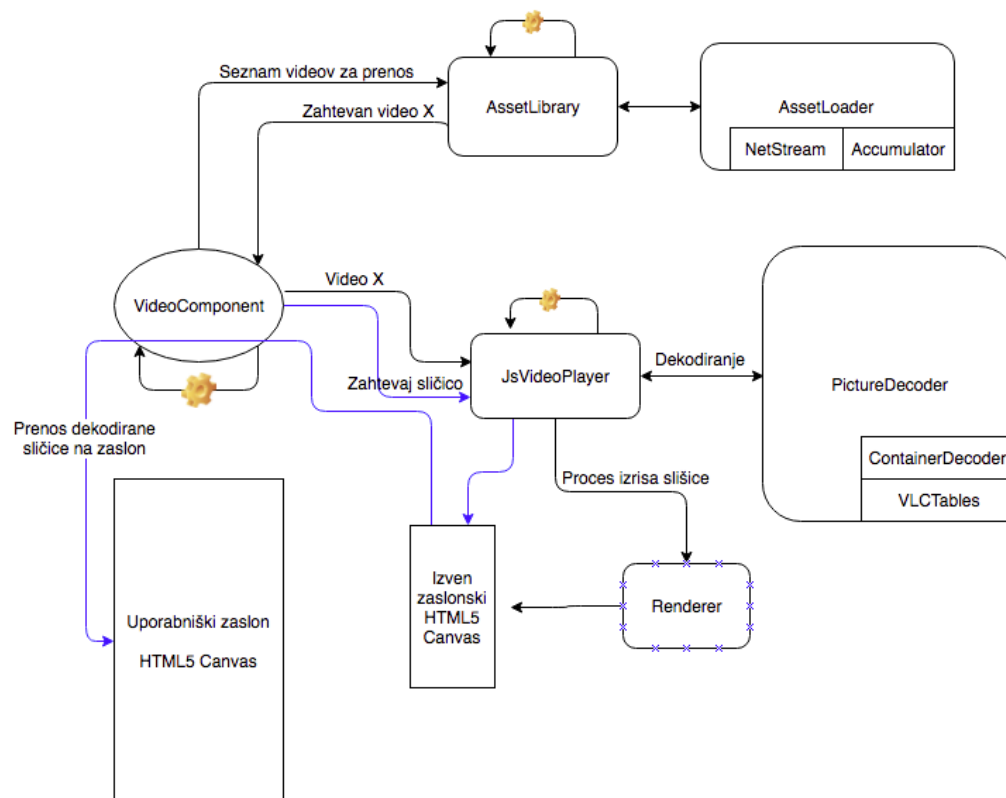 Seznam videov za prenos
Zahtevan video X
AssetLibrary
AssetLoader
NetStream
Accumulator
VideoComponent
Video X
Zahtevaj sličico
JsVideoPlayer
Dekodiranje
PictureDecoder
ContainerDecoder
VLCTables
Prenos dekodirane
sličice na zaslon
Proces izrisa slišice
Uporabniški zaslon
HTML5 Canvas
Izven
zaslonski
HTML5
Canvas
Renderer